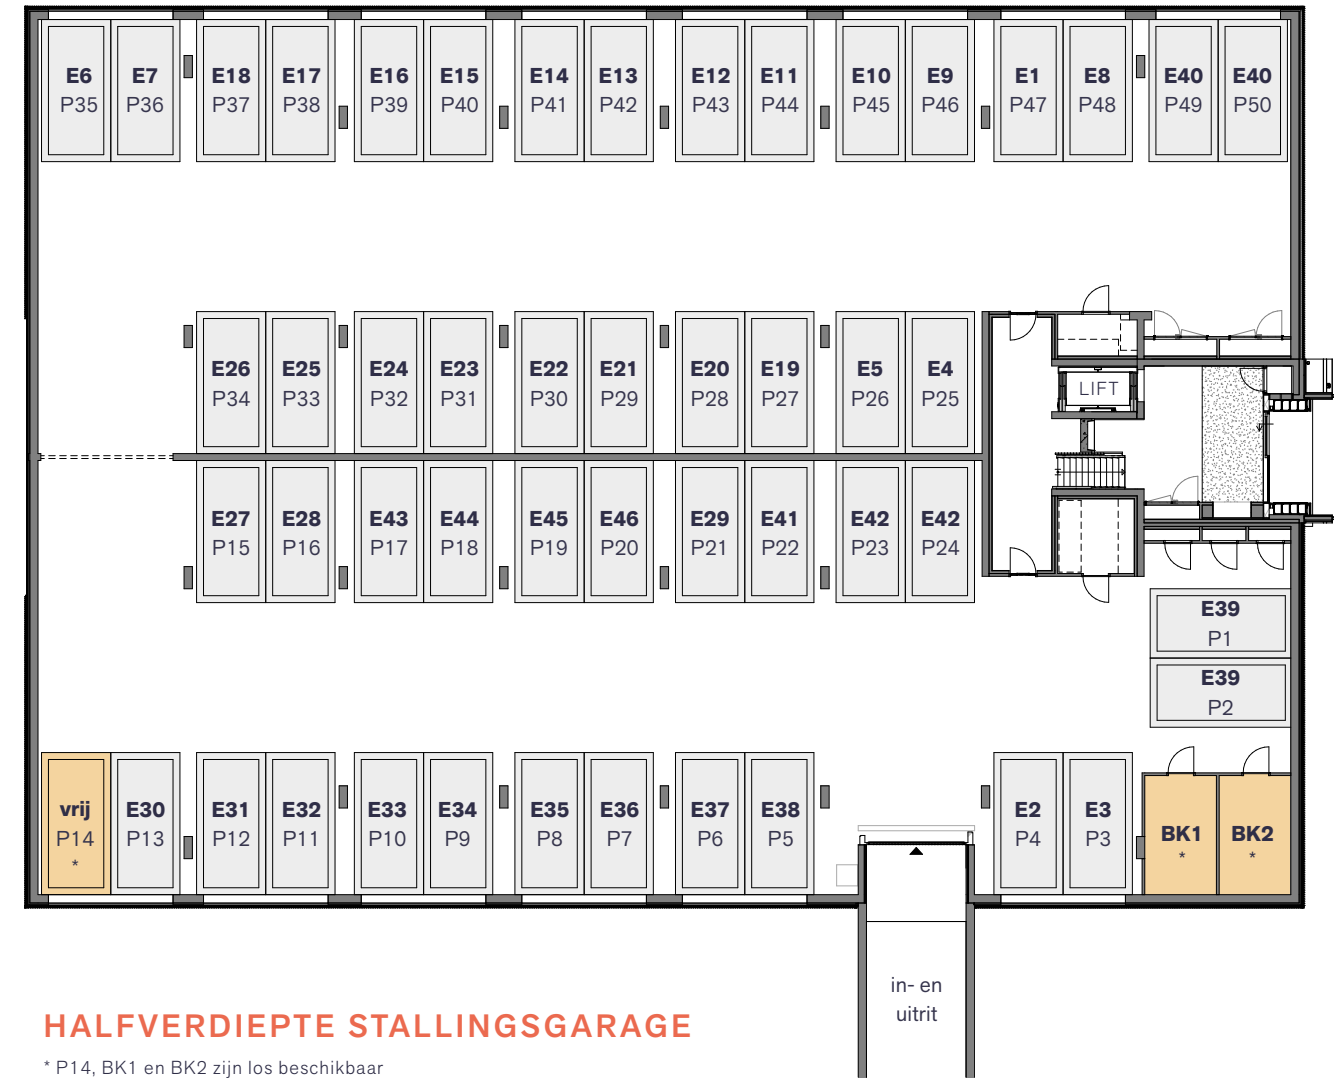 E6 E7 E18 E17 E16 E15 E14 E13 E12 E11 E10 E9 E1 E8 E40 E40
P35 P36 P37 P38 P39 P40 P41 P42 P43 P44 P45 P46 P47 P48 P49 P50
E26 E25 E24 E23 E22 E21 E20 E19 E5 E4
P34 P33 P32 P31 P30 P29 P28 P27 P26 P25
LIFT
E27 E28 E43 E44 E45 E46 E29 E41 E42 E42
P15 P16 P17 P18 P19 P20 P21 P22 P23 P24
E39
P1
E39
P2
vrij E30 E31 E32 E33 E34 E35 E36 E37 E38 E2 E3
P14 P13 P12 P11 P10 P9 P8 P7 P6 P5 P4 P3
*
BK1 BK2
* *
in- en
uitrit
HALFVERDIEPTE STALLINGSGARAGE
* P14, BK1 en BK2 zijn los beschikbaar